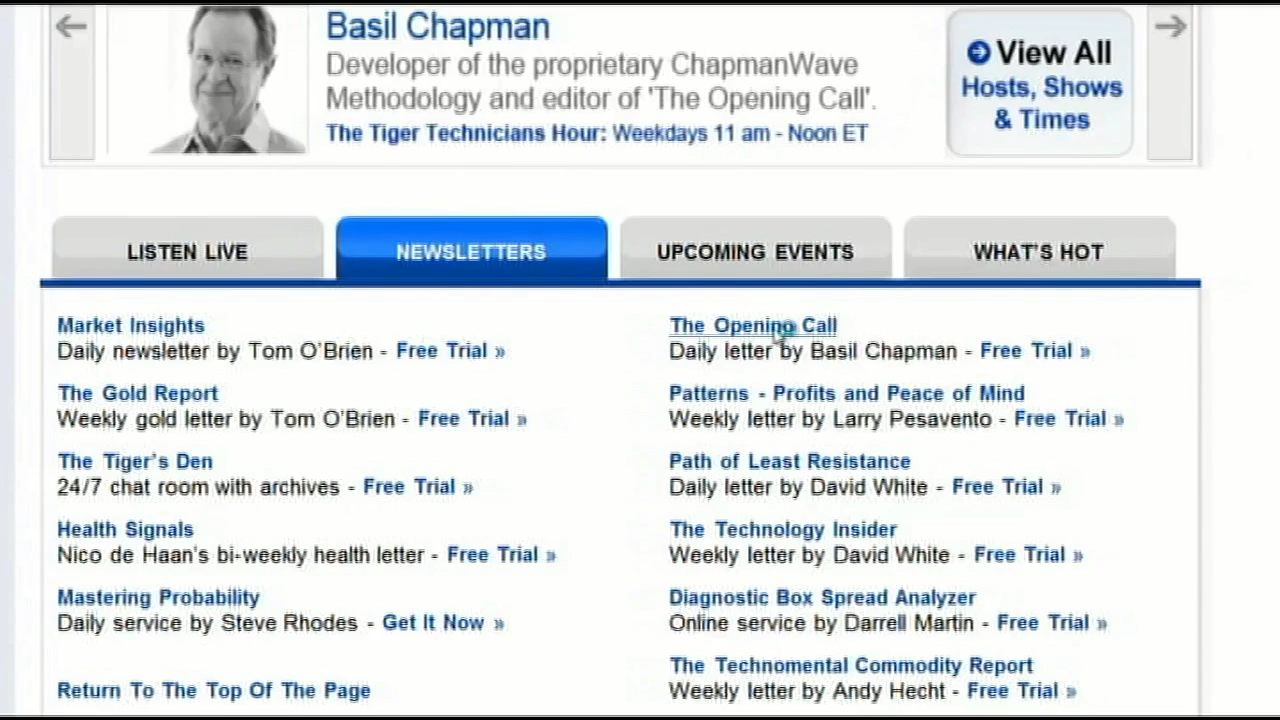 Basil Chapman
Developer of the proprietary ChapmanWave
Methodology and editor of 'The Opening Call'.
The Tiger Technicians Hour: Weekdays 11 am - Noon ET
View All
Hosts, Shows
& Times
LISTEN LIVE
NEWSLETTERS
UPCOMING EVENTS
WHAT'S HOT
Market Insights
Daily newsletter by Tom O'Brien - Free Trial »
The Gold Report
Weekly gold letter by Tom O'Brien - Free Trial »
The Tiger's Den
24/7 chat room with archives - Free Trial »
Health Signals
Nico de Haan's bi-weekly health letter - Free Trial »
Mastering Probability
Daily service by Steve Rhodes - Get It Now »
Return To The Top Of The Page
The Opening Call
Daily letter by Basil Chapman - Free Trial »
Patterns - Profits and Peace of Mind
Weekly letter by Larry Pesavento - Free Trial »
Path of Least Resistance
Daily letter by David White - Free Trial »
The Technology Insider
Weekly letter by David White - Free Trial »
Diagnostic Box Spread Analyzer
Online service by Darrell Martin - Free Trial »
The Technomental Commodity Report
Weekly letter by Andy Hecht - Free Trial »